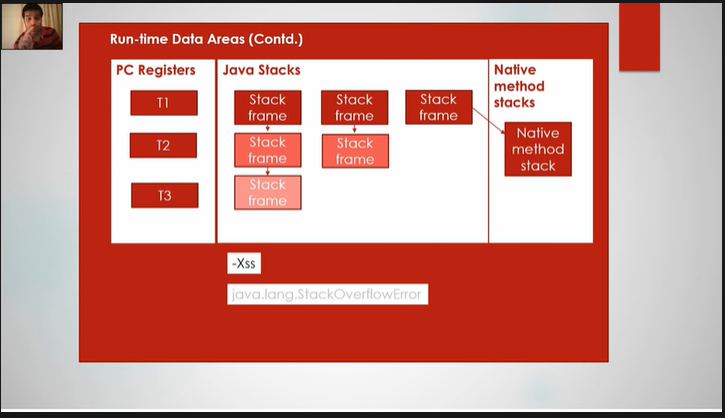 Run-time Data Areas (Contd.)
PC Registers
T1
T2
T3
Java Stacks
Stack
frame
Stack
frame
Stack
frame
Stack
frame
Stack
frame
Stack
frame
Native
method
stacks
Native
method
stack
-Xss
java.lang.StackOverflowError